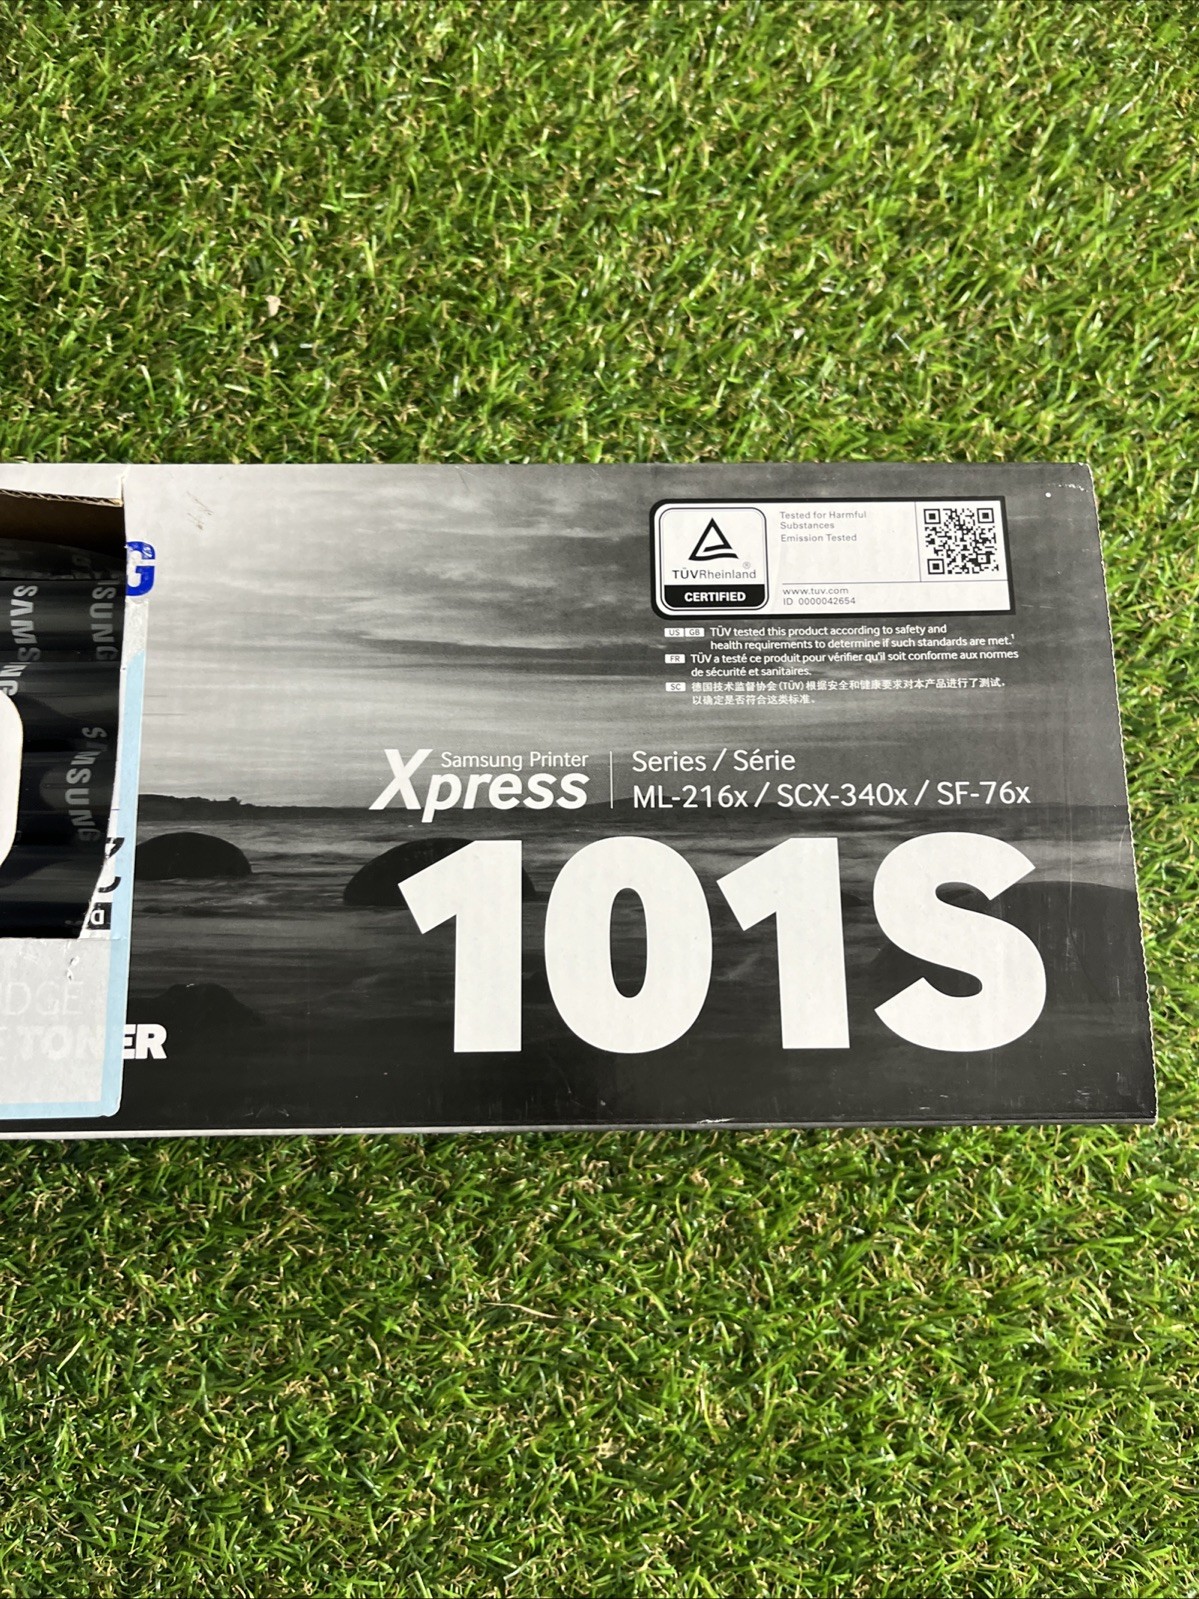 G
SAMSUNG
SUNG
SAMSUNG
TÜVRheinland®
CERTIFIED
Tested for Harmful
Substances
Emission Tested
www.tuv.com
ID 0000042654
US GB TÜV tested this product according to safety and
health requirements to determine if such standards are met.¹
FR TÜV a testé ce produit pour vérifier qu'il soit conforme aux normes
de sécurité et sanitaires.
SC 德国技术监督协会(TÜV)根据安全和健康要求对本产品进行了测试,
以确定是否符合这类标准。
Samsung Printer
Xpress
Series / Série
ML-216x / SCX-340x / SF-76x
101S
IDGE
TONER